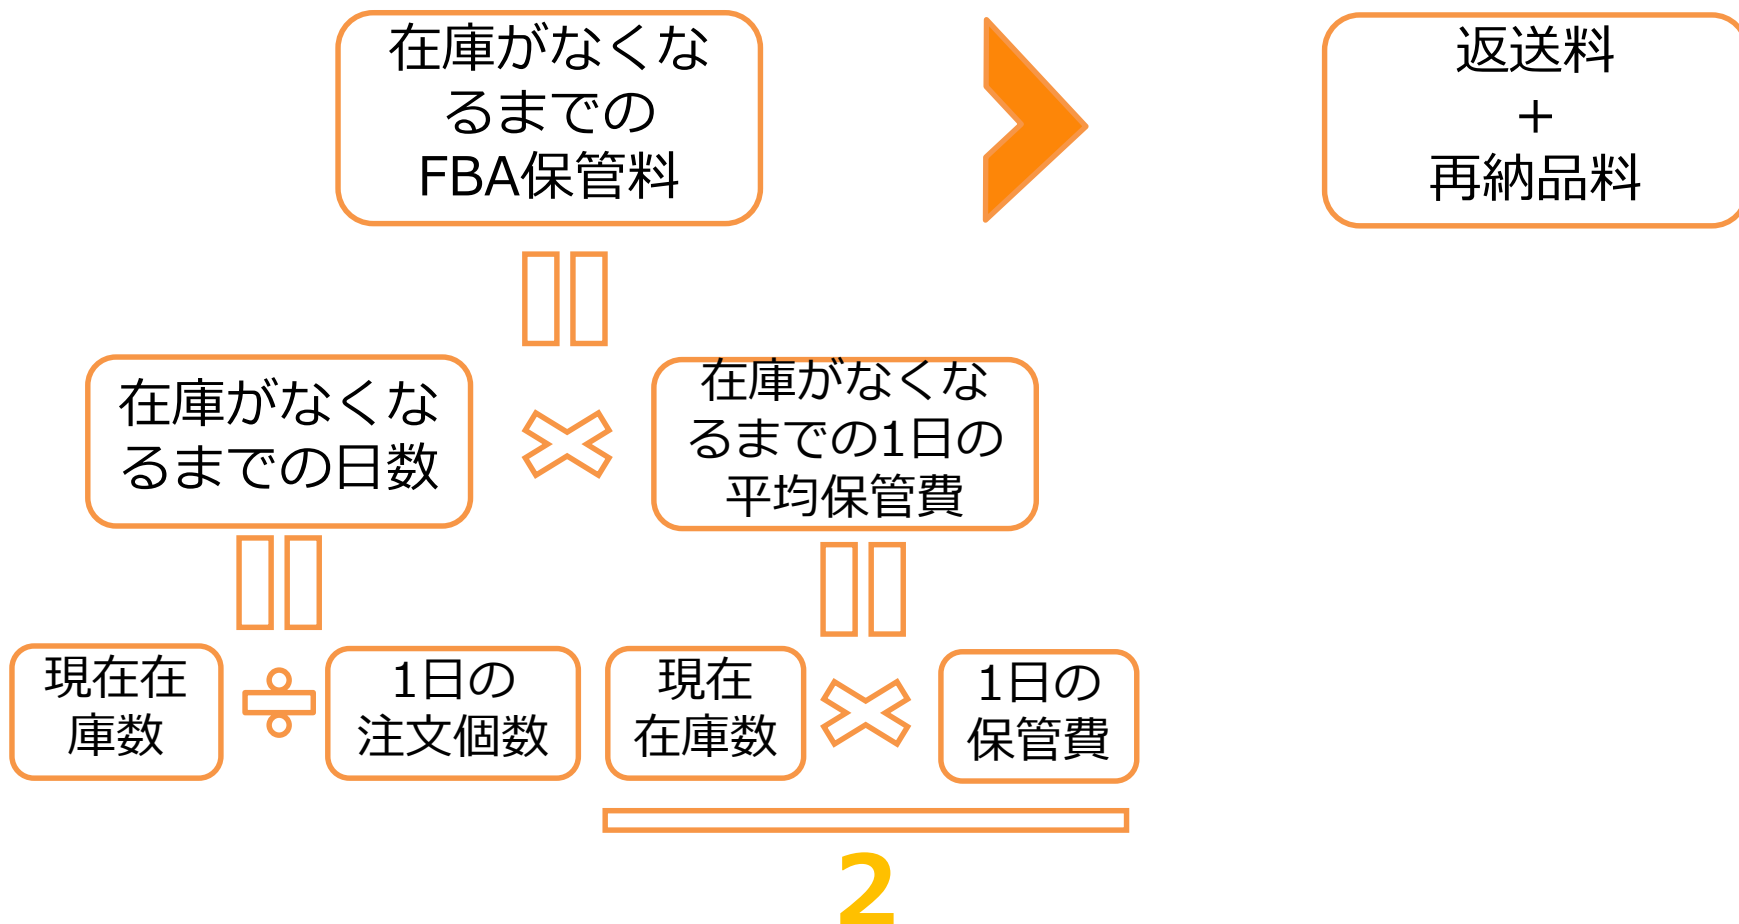 在庫がなくな
るまでの
FBA保管料
返送料
+
再納品料
在庫がなくな
るまでの日数
在庫がなくな
るまでの1日の
平均保管費
現在在
庫数
÷
1日の
注文個数
現在
在庫数
1日の
保管費
2